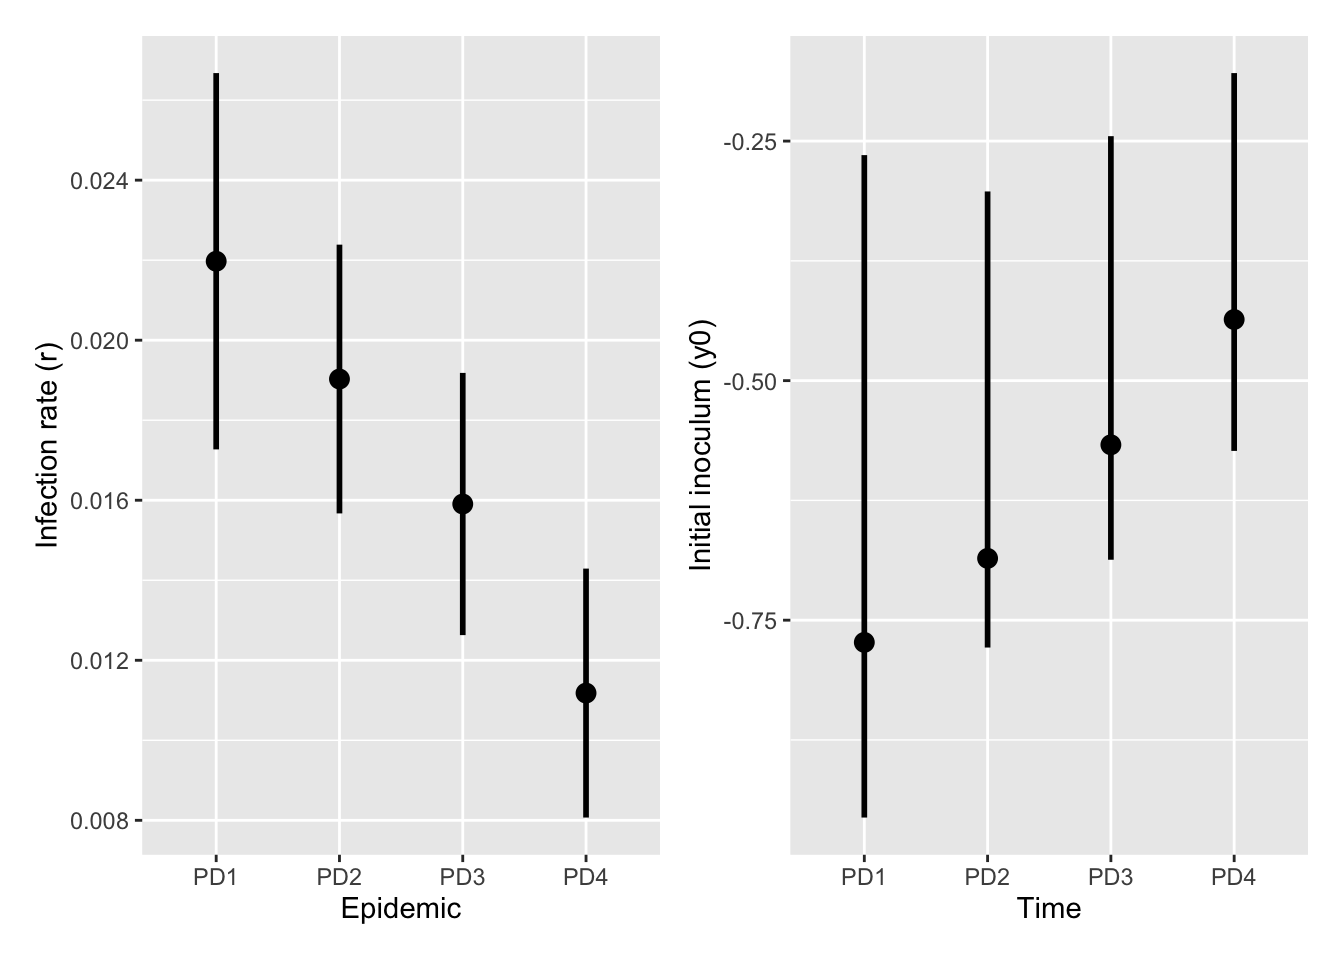 Infection rate (r)
0.024
0.020
0.016
0.012
0.008
PD1 PD2 PD3 PD4
Epidemic
Initial inoculum (y0)
-0.25
-0.50
-0.75
PD1 PD2 PD3 PD4
Time